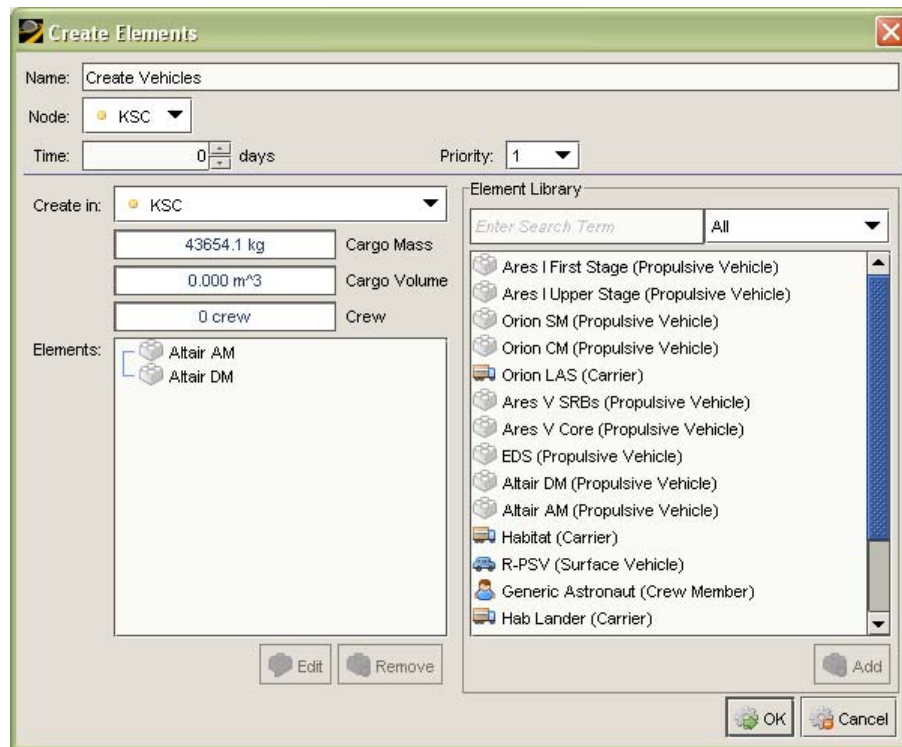 Create Elements
Name: Create Vehicles
Node: KSC
Time: 0 days Priority: 1
Create in: KSC
43654.1 kg Cargo Mass
0.000 m^3 Cargo Volume
0 crew Crew
Elements:
Altair AM
Altair DM
Edit Remove
Element Library
Enter Search Term All
Ares I First Stage (Propulsive Vehicle)
Ares I Upper Stage (Propulsive Vehicle)
Orion SM (Propulsive Vehicle)
Orion CM (Propulsive Vehicle)
Orion LAS (Carrier)
Ares V SRBs (Propulsive Vehicle)
Ares V Core (Propulsive Vehicle)
EDS (Propulsive Vehicle)
Altair DM (Propulsive Vehicle)
Altair AM (Propulsive Vehicle)
Habitat (Carrier)
R-PSV (Surface Vehicle)
Generic Astronaut (Crew Member)
Hab Lander (Carrier)
Add
OK Cancel